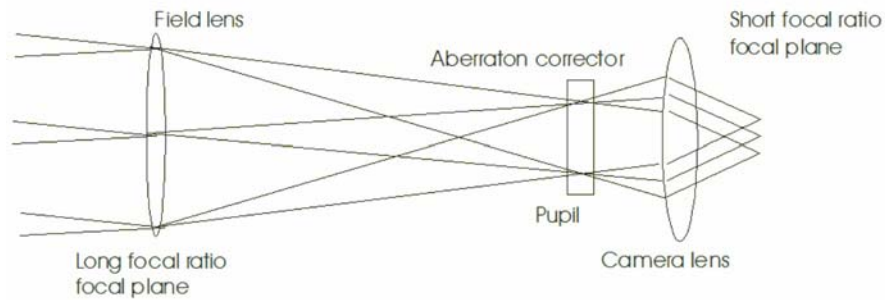 Field lens
Short focal ratio
focal plane
Aberraton corrector
Pupil
Long focal ratio
focal plane
Camera lens